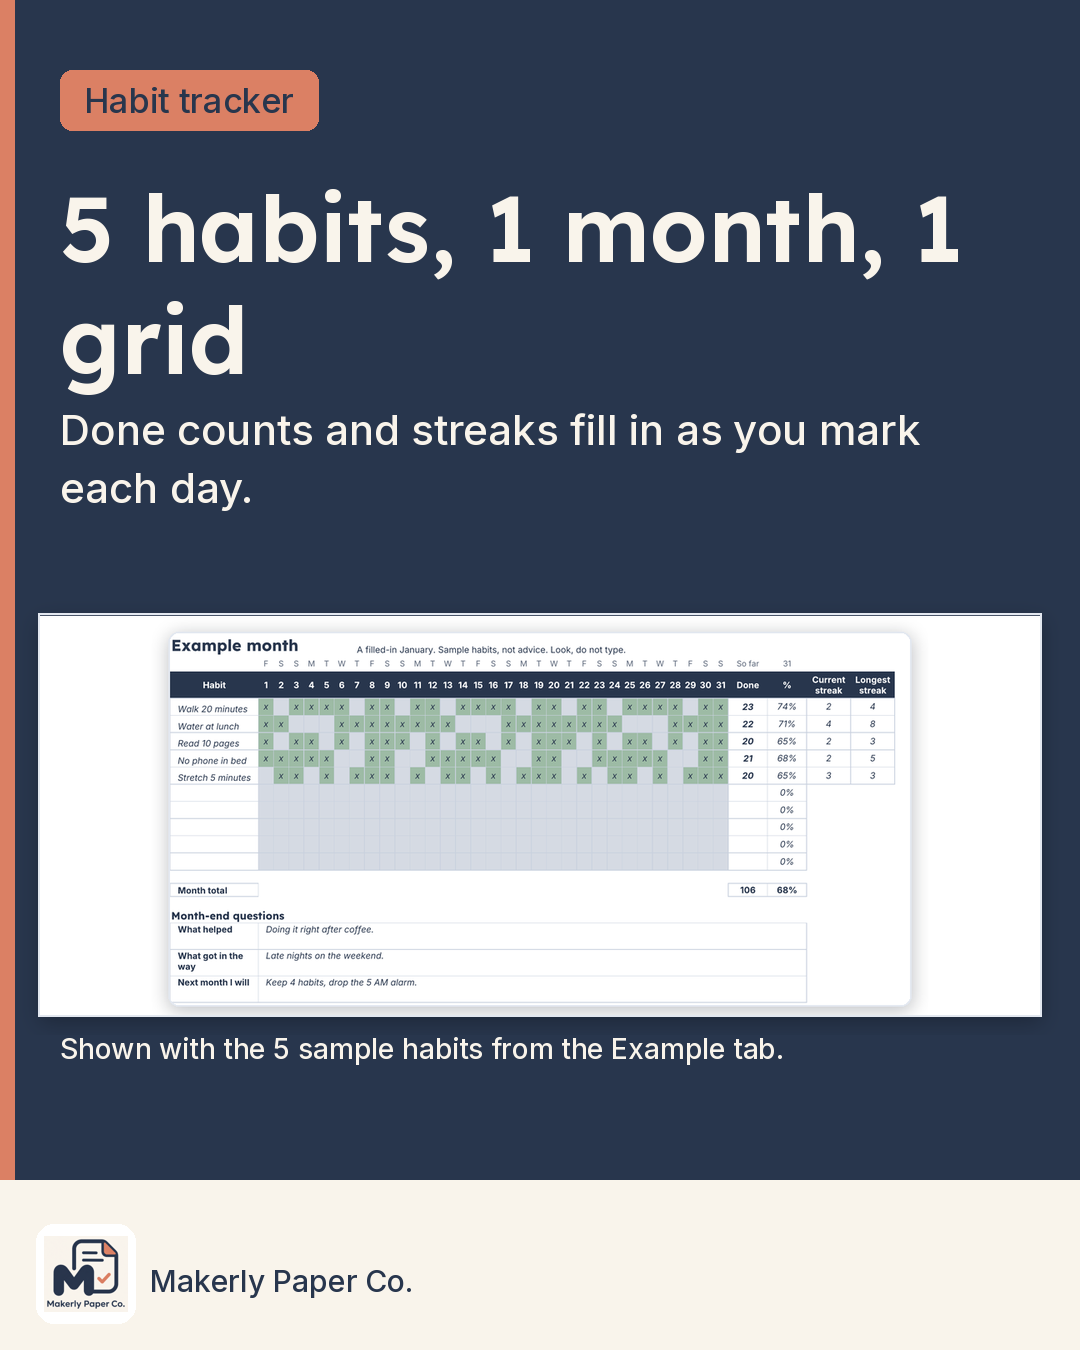 Habit tracker
5 habits, 1 month, 1
grid
Done counts and streaks fill in as you mark
each day.
Example month
A filled-in January. Sample habits, not advice. Look, do not type.
F S S M T W T F S S M T W T F S S M T W T F S S M T W T F S S So far 31
Habit 1 2 3 4 5 6 7 8 9 10 11 12 13 14 15 16 17 18 19 20 21 22 23 24 25 26 27 28 29 30 31 Done % Current streak Longest streak
Walk 20 minutes x x x x x x x x x x x x x x x x x x x x x x x 23 74% 2 4
Water at lunch x x x x x x x x x x x x x x x x x x x x x x 22 71% 4 8
Read 10 pages x x x x x x x x x x x x x x x x x x x x 20 65% 2 3
No phone in bed x x x x x x x x x x x x x x x x x x x x x 21 68% 2 5
Stretch 5 minutes x x x x x x x x x x x x x x x x x x x x 20 65% 3 3
0%
0%
0%
0%
0%
Month total 106 68%
Month-end questions
What helped Doing it right after coffee.
What got in the way Late nights on the weekend.
Next month I will Keep 4 habits, drop the 5 AM alarm.
Shown with the 5 sample habits from the Example tab.
M
Makerly Paper Co.
Makerly Paper Co.